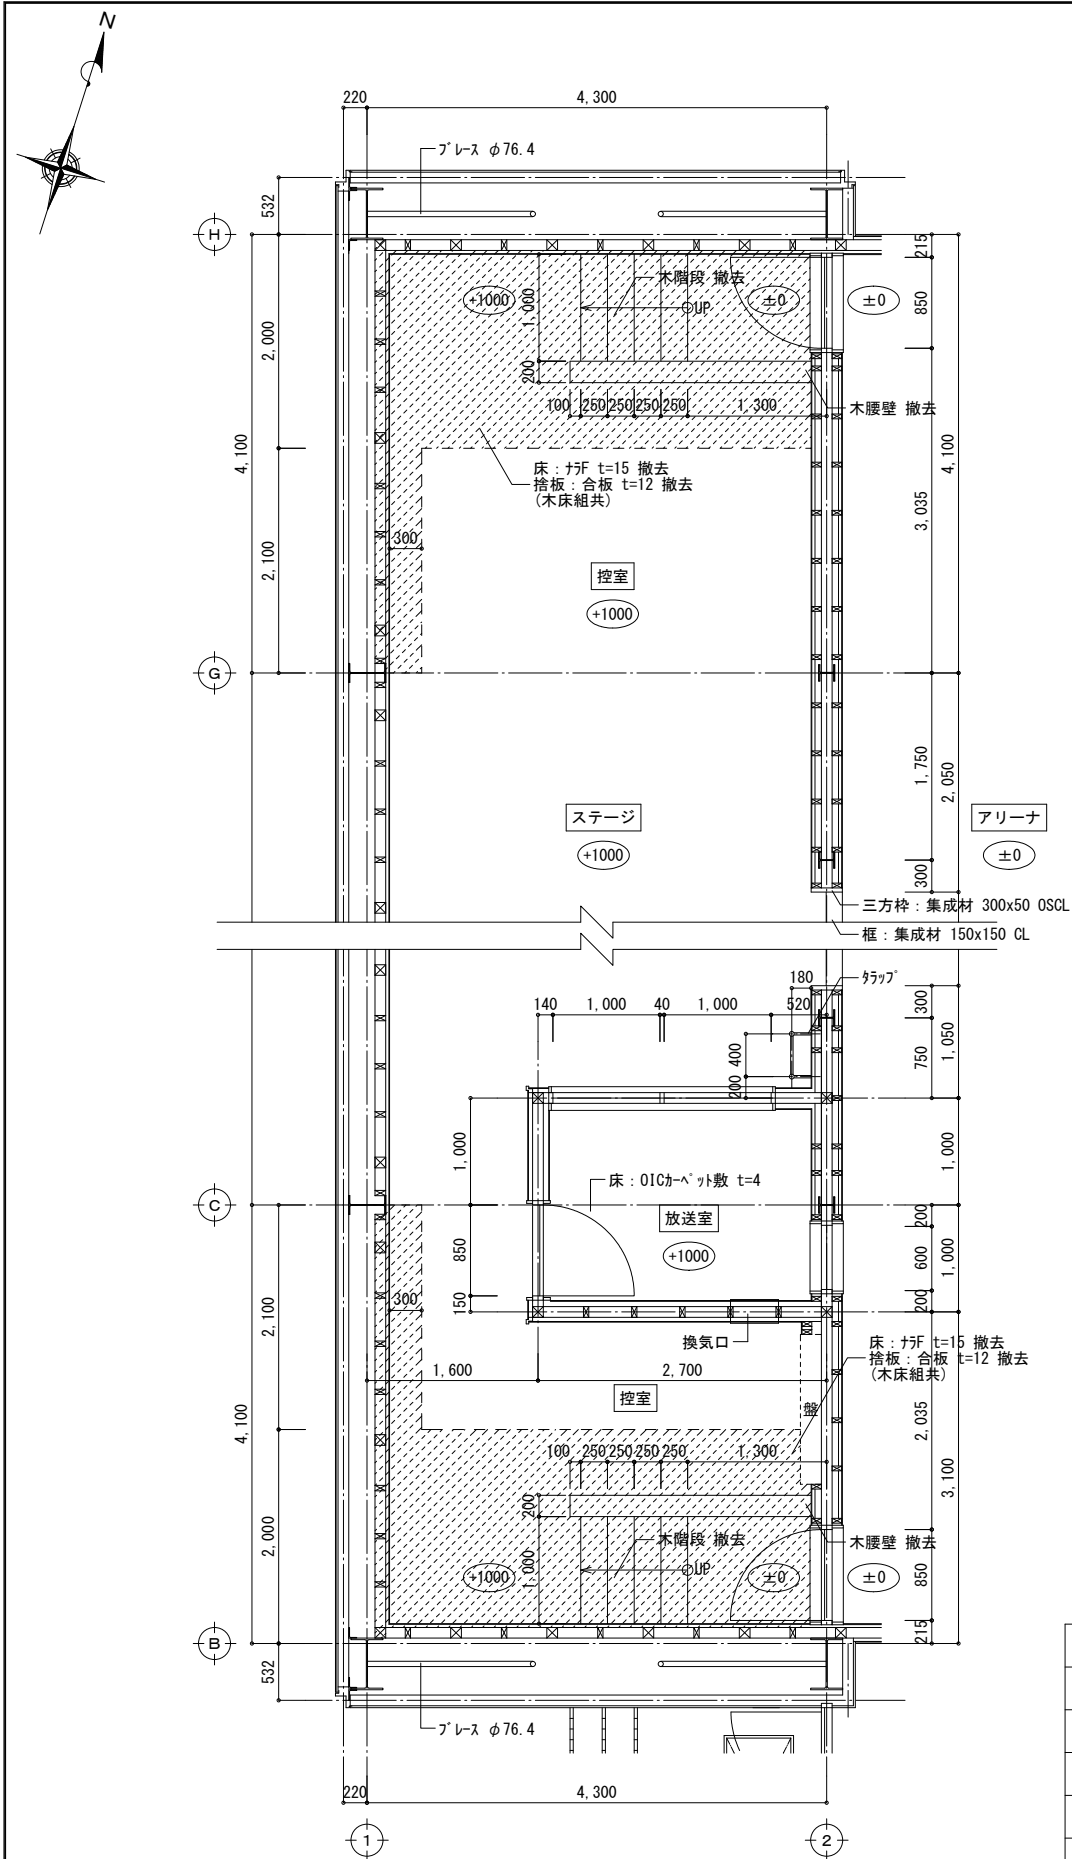 N
220
4,300
ブレース φ76.4
532
H
215
木階段 撤去
+1000
±0
±0
UP
1,000
850
2,000
200
100
250
250
250
250
1,300
木腰壁 撤去
4,100
4,100
床：ﾅﾗF t=15 撤去
捨板：合板 t=12 撤去
(木床組共)
3,035
300
2,100
控室
+1000
G
1,750
2,050
ステージ
+1000
アリーナ
±0
300
三方枠：集成材 300x50 OSCL
框：集成材 150x150 CL
タラップ
180
140
1,000
40
1,000
520
300
400
750
1,050
200
1,000
1,000
床：OICカーペット敷 t=4
C
放送室
200
+1000
850
600
1,000
150
300
200
2,100
換気口
床：ﾅﾗF t=15 撤去
捨板：合板 t=12 撤去
(木床組共)
1,600
2,700
控室
盤
2,035
4,100
100
250
250
250
250
1,300
3,100
200
2,000
木階段 撤去
木腰壁 撤去
+1000
1,000
UP
±0
±0
850
B
215
532
ブレース φ76.4
220
4,300
1
2